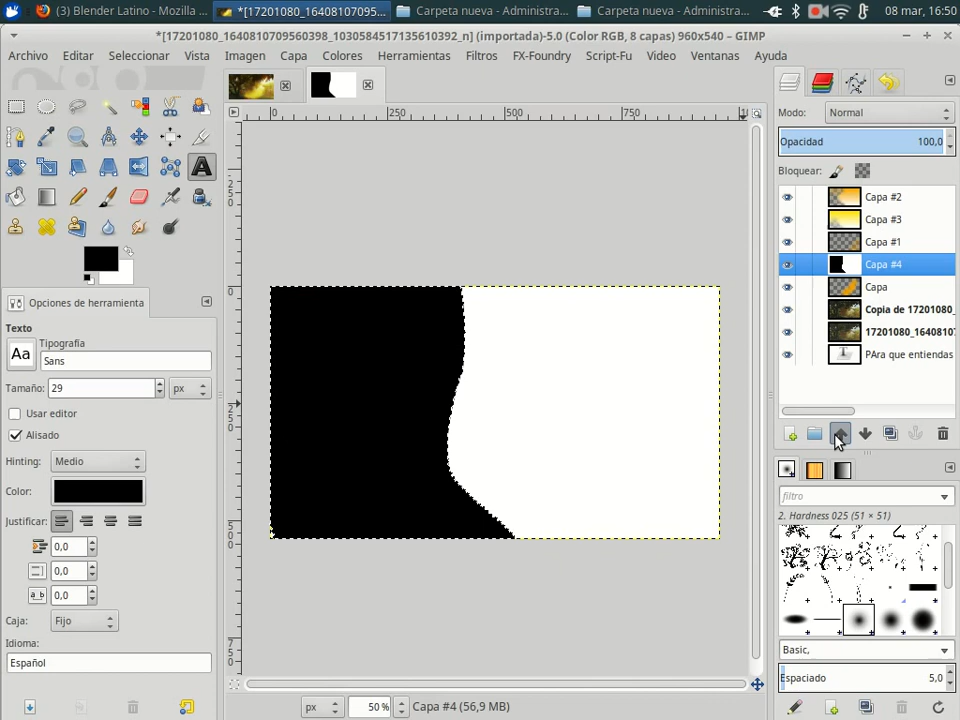 (3) Blender Latino - Mozilla ...
*[17201080_16408107095...
Carpeta nueva - Administra...
Carpeta nueva - Administra...
08 mar, 16:50
*[17201080_1640810709560398_1030584517135610392_n] (importada)-5.0 (Color RGB, 8 capas) 960x540 – GIMP
Archivo Editar Seleccionar Vista Imagen Capa Colores Herramientas Filtros FX-Foundry Script-Fu Video Ventanas Ayuda
0 250 500 750
Modo: Normal
Opacidad 100,0
Bloquear:
Capa #2
Capa #3
Capa #1
Capa #4
Capa
Copia de 17201080_
17201080_16408107
PAra que entiendas
Opciones de herramienta
Texto
Aa
Tipografía
Sans
Tamaño: 29 px
Usar editor
Alisado
Hinting: Medio
Color:
Justificar:
0,0
0,0
0,0
Caja: Fijo
Idioma:
Español
filtro
2. Hardness 025 (51 × 51)
Basic,
Espaciado 5,0
px 50 % Capa #4 (56,9 MB)